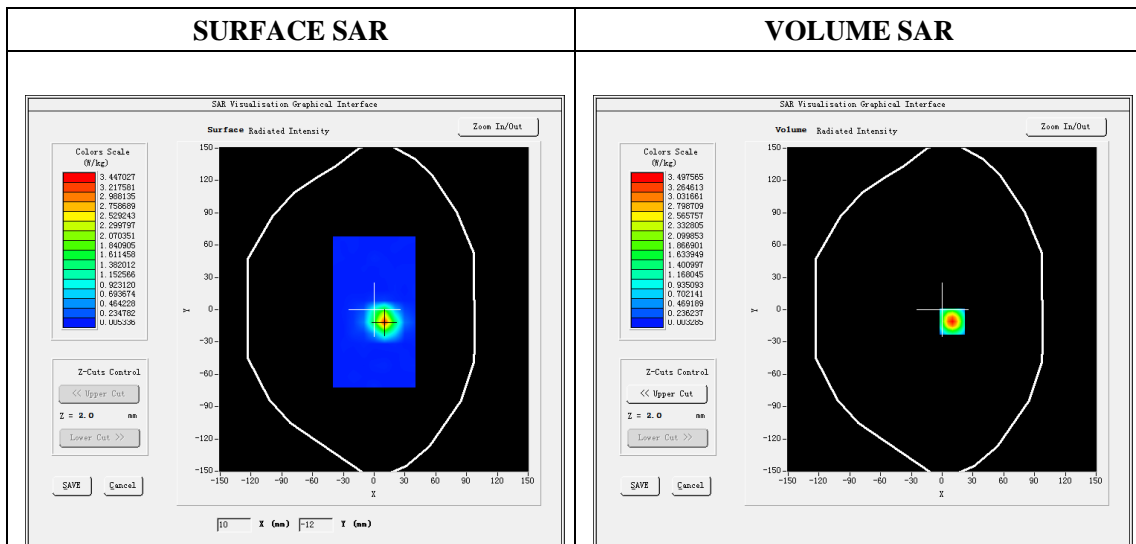 SURFACE SAR
VOLUME SAR
SAR Visualisation Graphical Interface
Surface Radiated Intensity
Zoom In/Out
Colors Scale
(W/kg)
3.447027
3.217581
2.988135
2.758689
2.529243
2.299797
2.070351
1.840905
1.611458
1.382012
1.152566
0.923120
0.693674
0.464228
0.234782
0.005336
150
120
90
60
30
0
-30
-60
-90
-120
-150
Y
-150 -120 -90 -60 -30 0 30 60 90 120 150
X
Z-Cuts Control
<< Upper Cut
Z = 2.0 mm
Lower Cut >>
SAVE Cancel
10 X (mm) -12 Y (mm)
SAR Visualisation Graphical Interface
Volume Radiated Intensity
Zoom In/Out
Colors Scale
(W/kg)
3.497565
3.264613
3.031661
2.798709
2.565757
2.332805
2.099853
1.866901
1.633949
1.400997
1.168045
0.935093
0.702141
0.469189
0.236237
0.003285
150
120
90
60
30
0
-30
-60
-90
-120
-150
Y
-150 -120 -90 -60 -30 0 30 60 90 120 150
X
Z-Cuts Control
<< Upper Cut
Z = 2.0 mm
Lower Cut >>
SAVE Cancel